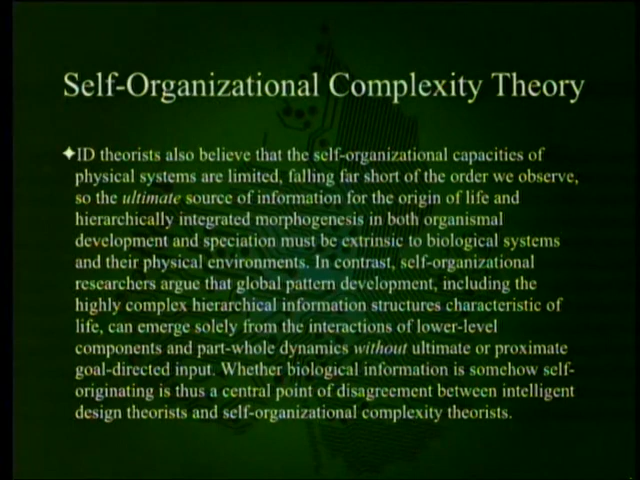 Self-Organizational Complexity Theory
✦ID theorists also believe that the self-organizational capacities of
physical systems are limited, falling far short of the order we observe,
so the ultimate source of information for the origin of life and
hierarchically integrated morphogenesis in both organismal
development and speciation must be extrinsic to biological systems
and their physical environments. In contrast, self-organizational
researchers argue that global pattern development, including the
highly complex hierarchical information structures characteristic of
life, can emerge solely from the interactions of lower-level
components and part-whole dynamics without ultimate or proximate
goal-directed input. Whether biological information is somehow self-
originating is thus a central point of disagreement between intelligent
design theorists and self-organizational complexity theorists.